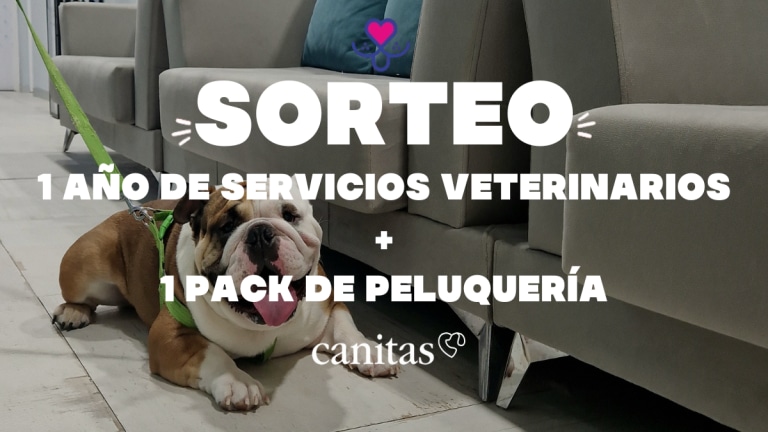 SORTEO
1 AÑO DE SERVICIOS VETERINARIOS
+
1 PACK DE PELUQUERÍA
canitas